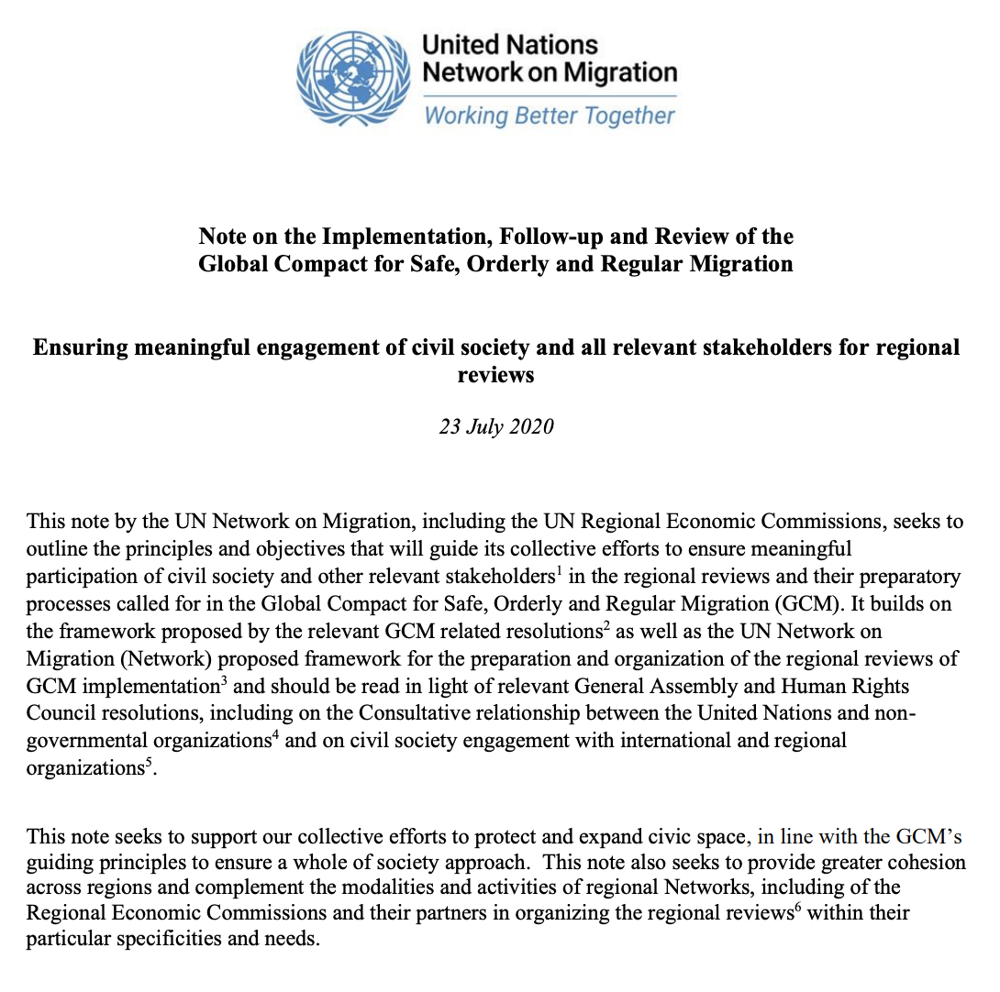 United Nations
Network on Migration
Working Better Together
Note on the Implementation, Follow-up and Review of the
Global Compact for Safe, Orderly and Regular Migration
Ensuring meaningful engagement of civil society and all relevant stakeholders for regional
reviews
23 July 2020
This note by the UN Network on Migration, including the UN Regional Economic Commissions, seeks to
outline the principles and objectives that will guide its collective efforts to ensure meaningful
participation of civil society and other relevant stakeholders¹ in the regional reviews and their preparatory
processes called for in the Global Compact for Safe, Orderly and Regular Migration (GCM). It builds on
the framework proposed by the relevant GCM related resolutions² as well as the UN Network on
Migration (Network) proposed framework for the preparation and organization of the regional reviews of
GCM implementation³ and should be read in light of relevant General Assembly and Human Rights
Council resolutions, including on the Consultative relationship between the United Nations and non-
governmental organizations⁴ and on civil society engagement with international and regional
organizations⁵.
This note seeks to support our collective efforts to protect and expand civic space, in line with the GCM’s
guiding principles to ensure a whole of society approach.  This note also seeks to provide greater cohesion
across regions and complement the modalities and activities of regional Networks, including of the
Regional Economic Commissions and their partners in organizing the regional reviews⁶ within their
particular specificities and needs.